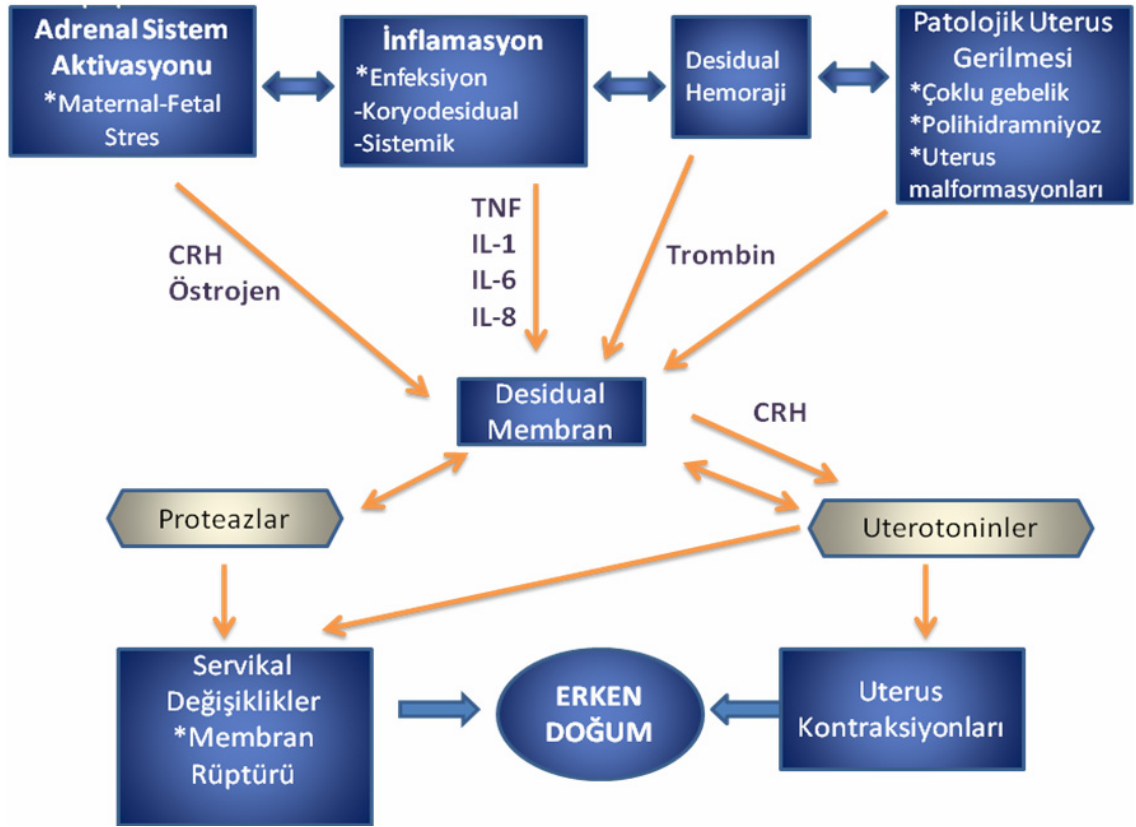 Adrenal Sistem
Aktivasyonu
*Maternal-Fetal
Stres
İnflamasyon
*Enfeksiyon
-Koryodesidual
-Sistemik
Desidual
Hemoraji
Patolojik Uterus
Gerilmesi
*Çoklu gebelik
*Polihidramniyoz
*Uterus
malformasyonları
CRH
Östrojen
TNF
IL-1
IL-6
IL-8
Trombin
Desidual
Membran
CRH
Proteazlar
Uterotoninler
Servikal
Değişiklikler
*Membran
Rüptürü
ERKEN
DOĞUM
Uterus
Kontraksiyonları